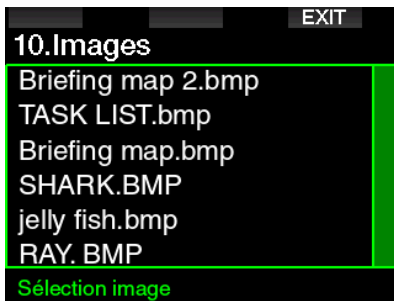 EXIT
10.Images
Briefing map 2.bmp
TASK LIST.bmp
Briefing map.bmp
SHARK.BMP
jelly fish.bmp
RAY. BMP
Sélection image